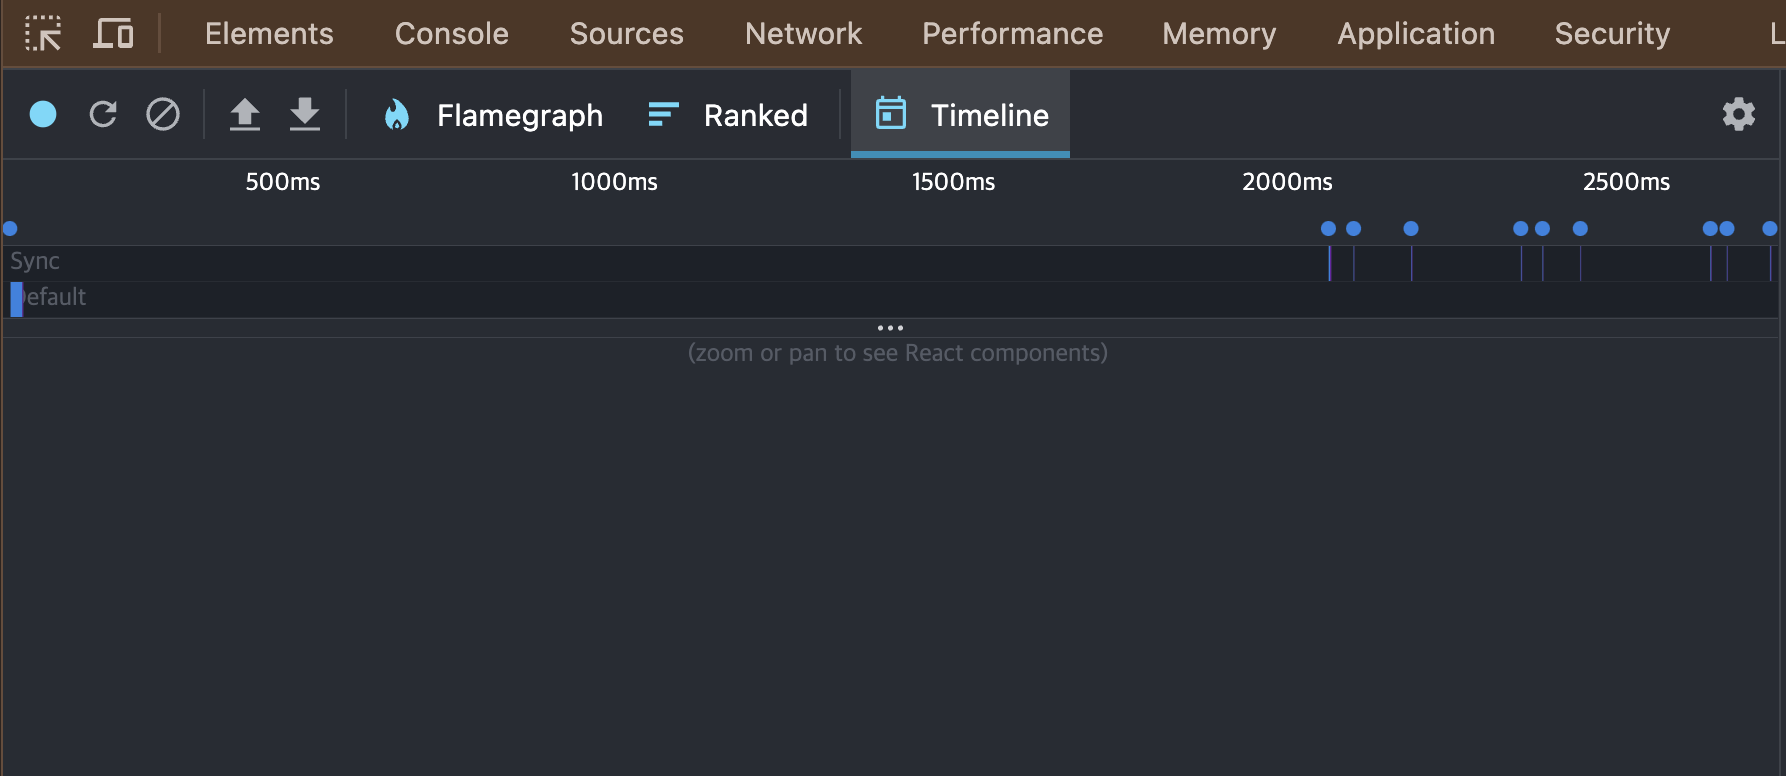 Elements Console Sources Network Performance Memory Application Security L
Flamegraph Ranked Timeline
500ms 1000ms 1500ms 2000ms 2500ms
Sync
efault
(zoom or pan to see React components)